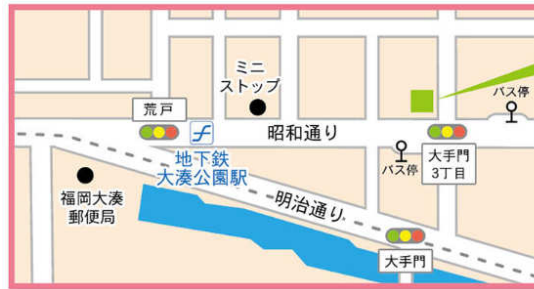 ミニ
ストップ
バス停
荒戸
昭和通り
地下鉄
大湊公園駅
バス停
大手門
3丁目
福岡大湊
郵便局
明治通り
大手門